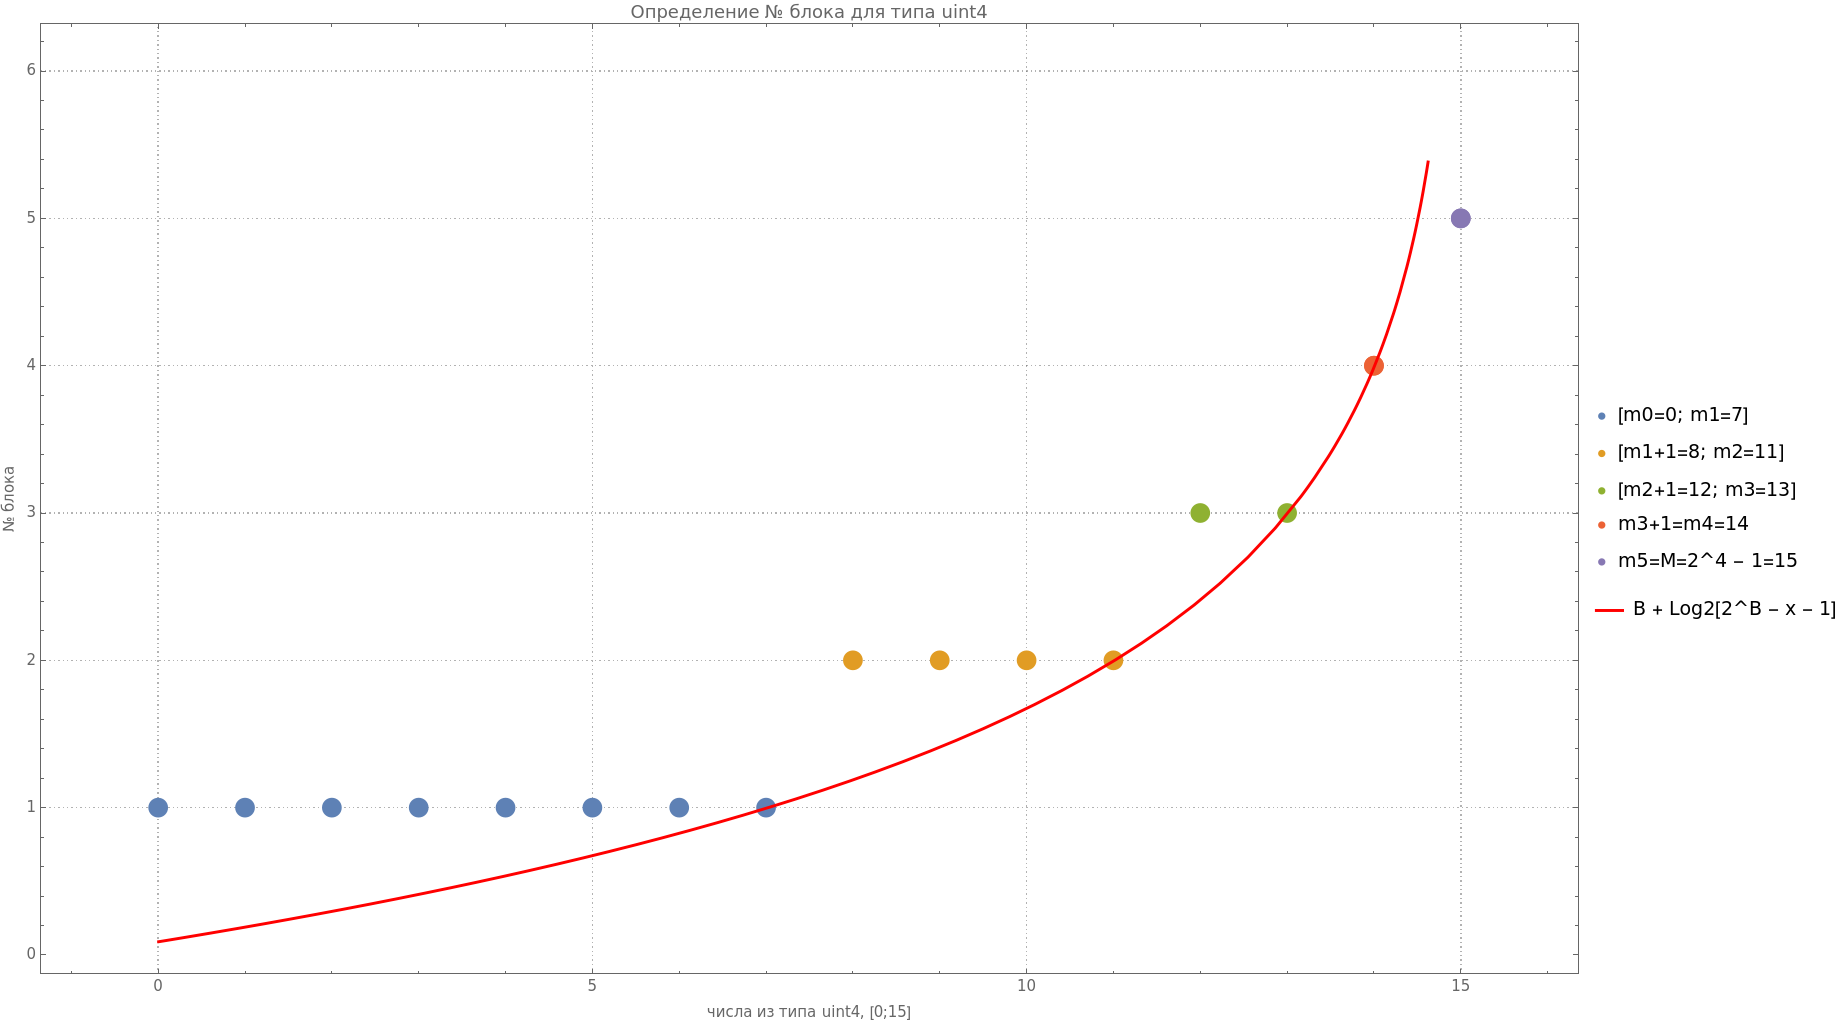 Определение № блока для типа uint4
6
5
4
3
2
1
0
№ блока
0 5 10 15
числа из типа uint4, [0;15]
[m0=0; m1=7]
[m1+1=8; m2=11]
[m2+1=12; m3=13]
m3+1=m4=14
m5=M=2^4 – 1=15
B + Log2[2^B – x – 1]